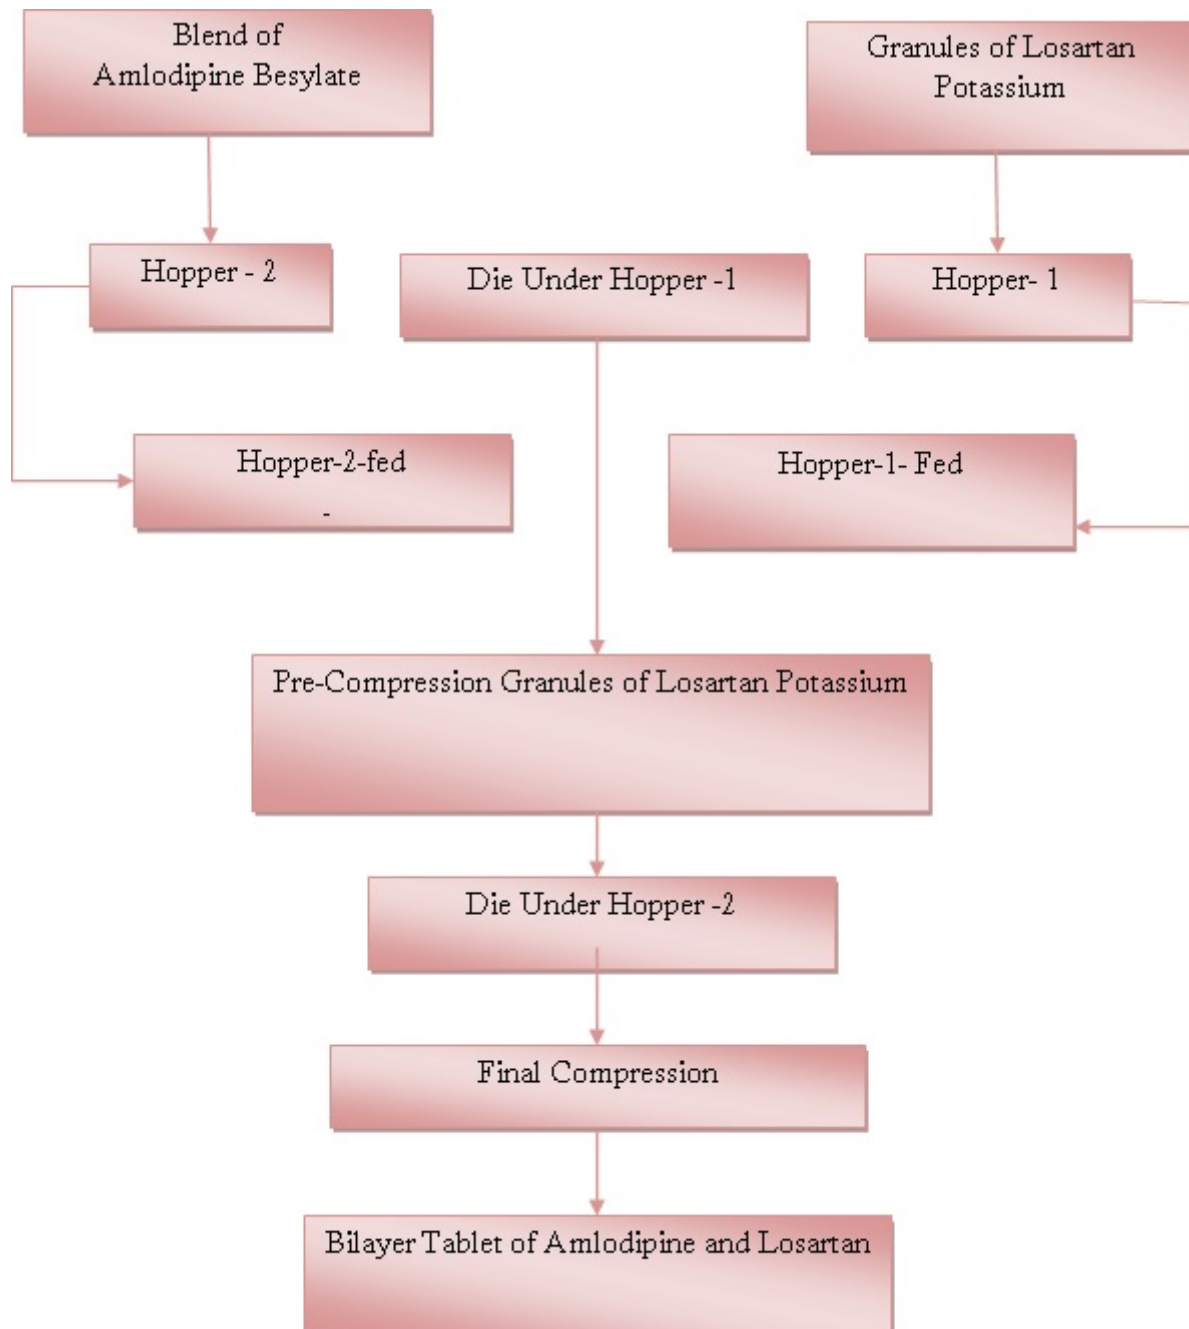 Blend of
Amlodipine Besylate
Granules of Losartan
Potassium
Hopper - 2
Die Under Hopper -1
Hopper- 1
Hopper-2-fed
-
Hopper-1- Fed
Pre-Compression Granules of Losartan Potassium
Die Under Hopper -2
Final Compression
Bilayer Tablet of Amlodipine and Losartan